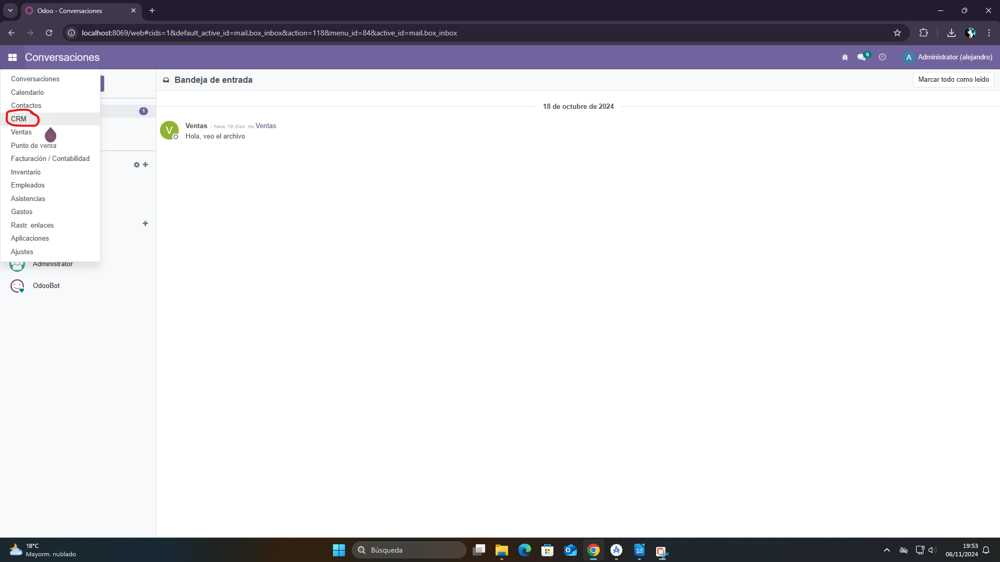 Odoo - Conversaciones
localhost:8069/web#cids=1&default_active_id=mail.box_inbox&action=118&menu_id=84&active_id=mail.box_inbox
Conversaciones
6
A
Administrator (alejandro)
Conversaciones
Calendario
Contactos
CRM
Ventas
Punto de venta
Facturación / Contabilidad
Inventario
Empleados
Asistencias
Gastos
Rastr. enlaces
Aplicaciones
Ajustes
1
Administrator
OdooBot
Bandeja de entrada
Marcar todo como leido
18 de octubre de 2024
V
Ventas - hace 19 días de Ventas
Hola, veo el archivo
18°C
Mayorm. nublado
Búsqueda
19:53
06/11/2024